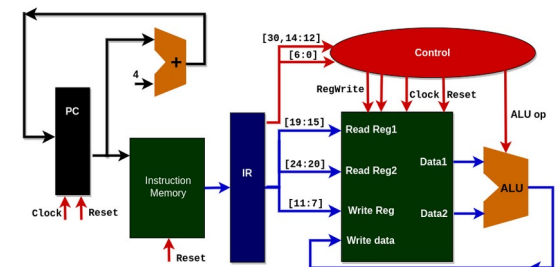 [30,14:12]
[6:0]
Control
+
4
PC
RegWrite
Clock
Reset
ALU op
[19:15]
Read Reg1
IR
Instruction
Memory
[24:20]
Read Reg2
Data1
ALU
[11:7]
Write Reg
Data2
Clock
Reset
Write data
Reset